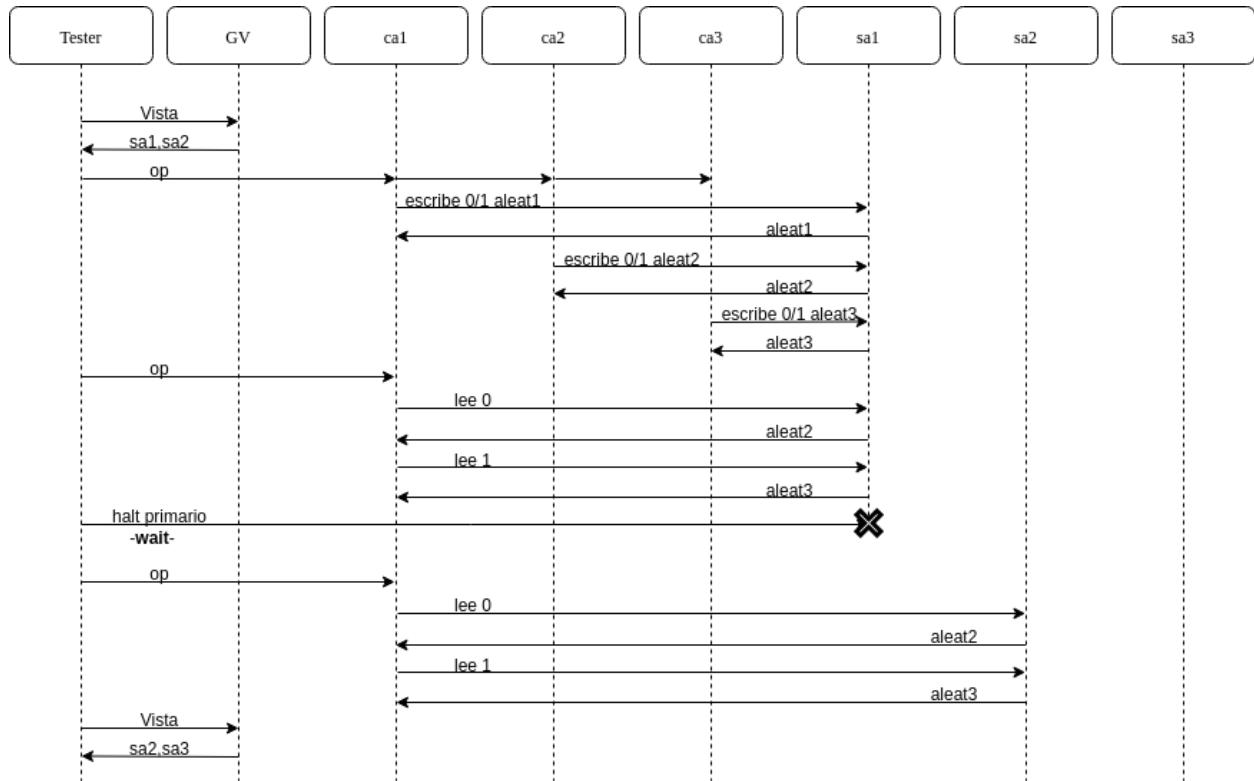 Tester GV ca1 ca2 ca3 sa1 sa2 sa3
Vista
sa1,sa2
op
escribe 0/1 aleat1
aleat1
escribe 0/1 aleat2
aleat2
escribe 0/1 aleat3
aleat3
op
lee 0
aleat2
lee 1
aleat3
halt primario
-wait-
op
lee 0
aleat2
lee 1
aleat3
Vista
sa2,sa3